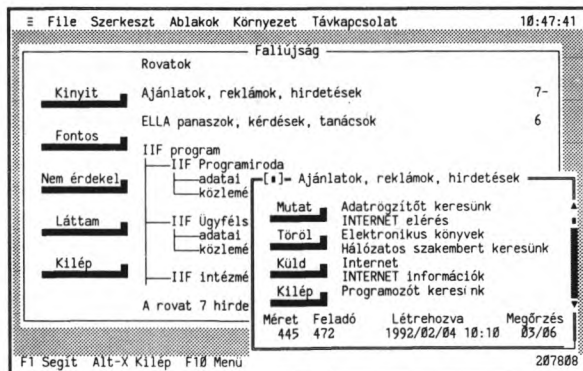 ≡ File Szerkeszt Ablakok Környezet Távkapcsolat 10:47:41
Faliújság
Rovatok
Kinyit Ajánlatok, reklámok, hirdetések 7-
ELLA panaszok, kérdések, tanácsok 6
Fontos
IIF program
IIF Programiroda
Nem érdekel adatai
közlemé
Láttam IIF Ügyféls
adatai
közlemé
Kilép
IIF intézmé
A rovat 7 hirde
Ajánlatok, reklámok, hirdetések
Mutat Adatrögzítőt keresünk
INTERNET elérés
Töröl Elektronikus könyvek
Hálózatos szakembert keresünk
Küld Internet
INTERNET információk
Kilép Programozót keresünk
Méret Feladó Létrehozva Megőrzés
445 472 1992/02/04 10:10 03/06
F1 Segít Alt-X Kilép F10 Menü 207808